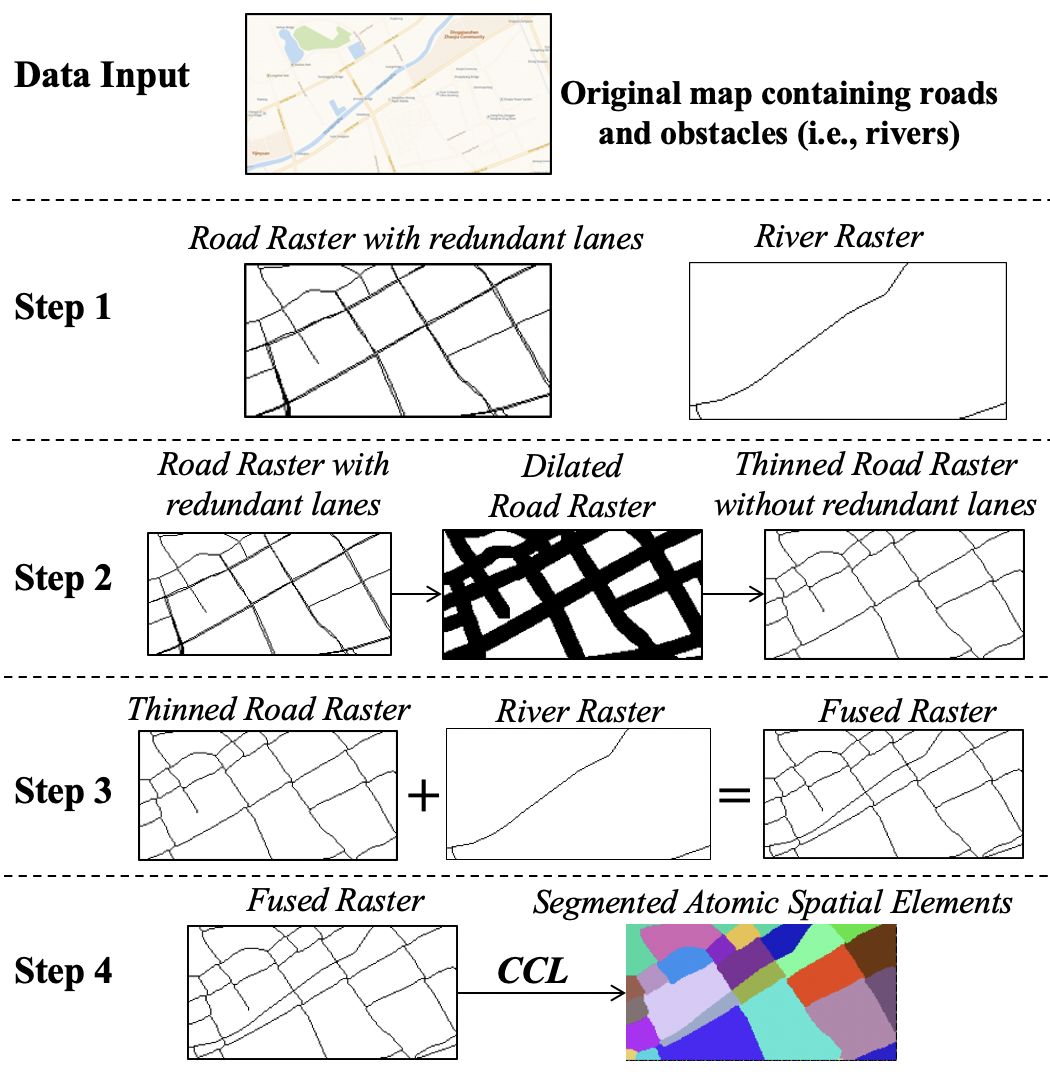 Data Input
Original map containing roads
and obstacles (i.e., rivers)
Road Raster with redundant lanes
River Raster
Step 1
Road Raster with
redundant lanes
Dilated
Road Raster
Thinned Road Raster
without redundant lanes
Step 2
Thinned Road Raster
River Raster
Fused Raster
Step 3
+
=
Fused Raster
Segmented Atomic Spatial Elements
Step 4
CCL